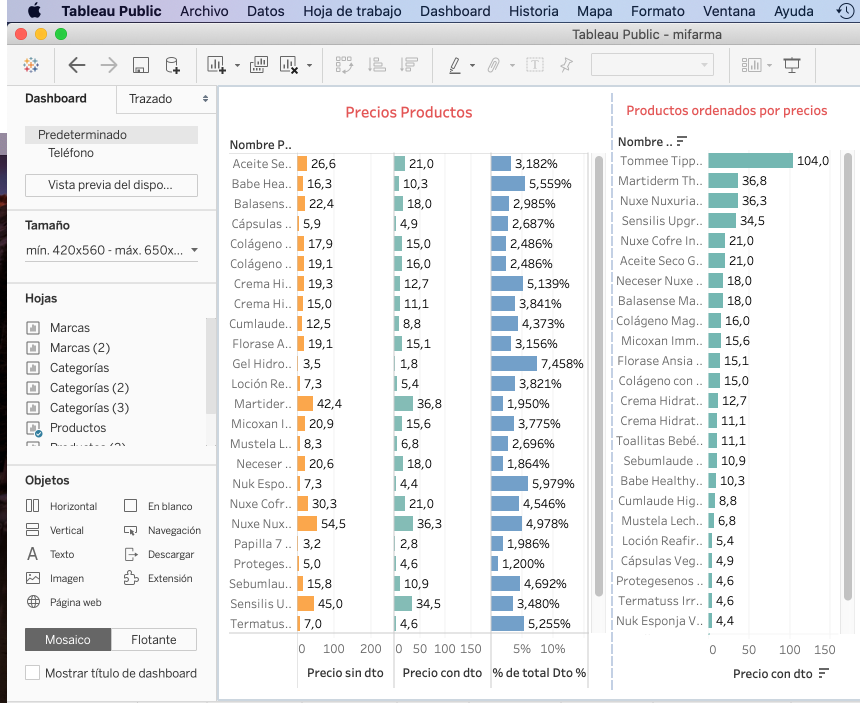 Tableau Public Archivo Datos Hoja de trabajo Dashboard Historia Mapa Formato Ventana Ayuda
Tableau Public - mifarma
Dashboard Trazado
Predeterminado
Teléfono
Vista previa del dispo...
Tamaño
mín. 420x560 - máx. 650x...
Hojas
Marcas
Marcas (2)
Categorías
Categorías (2)
Categorías (3)
Productos
Objetos
Horizontal En blanco
Vertical Navegación
Texto Descargar
Imagen Extensión
Página web
Mosaico Flotante
Mostrar título de dashboard
Precios Productos
Nombre P..
Aceite Se.. 26,6 21,0 3,182%
Babe Hea.. 16,3 10,3 5,559%
Balasens.. 22,4 18,0 2,985%
Cápsulas .. 5,9 4,9 2,687%
Colágeno .. 17,9 15,0 2,486%
Colágeno .. 19,1 16,0 2,486%
Crema Hi.. 19,3 12,7 5,139%
Crema Hi.. 15,0 11,1 3,841%
Cumlaude.. 12,5 8,8 4,373%
Florase A.. 19,1 15,1 3,156%
Gel Hidro.. 3,5 1,8 7,458%
Loción Re.. 7,3 5,4 3,821%
Martider.. 42,4 36,8 1,950%
Micoxan I.. 20,9 15,6 3,775%
Mustela L.. 8,3 6,8 2,696%
Neceser .. 20,6 18,0 1,864%
Nuk Espo.. 7,3 4,4 5,979%
Nuxe Cofr.. 30,3 21,0 4,546%
Nuxe Nux.. 54,5 36,3 4,978%
Papilla 7 .. 3,2 2,8 1,986%
Proteges.. 5,0 4,6 1,200%
Sebumlau.. 15,8 10,9 4,692%
Sensilis U.. 45,0 34,5 3,480%
Termatus.. 7,0 4,6 5,255%
0 100 200 0 50 100 150 5% 10%
Precio sin dto Precio con dto % de total Dto %
Productos ordenados por precios
Nombre ..
Tommee Tipp.. 104,0
Martiderm Th.. 36,8
Nuxe Nuxuria.. 36,3
Sensilis Upgr.. 34,5
Nuxe Cofre In.. 21,0
Aceite Seco G.. 21,0
Neceser Nuxe .. 18,0
Balasense Ma.. 18,0
Colágeno Mag.. 16,0
Micoxan Imm.. 15,6
Florase Ansia .. 15,1
Colágeno con .. 15,0
Crema Hidrat.. 12,7
Crema Hidrat.. 11,1
Toallitas Bebé.. 11,1
Sebumlaude .. 10,9
Babe Healthy.. 10,3
Cumlaude Hig.. 8,8
Mustela Lech.. 6,8
Loción Reafir.. 5,4
Cápsulas Veg.. 4,9
Protegesenos .. 4,6
Termatuss Irr.. 4,6
Nuk Esponja V.. 4,4
0 50 100 150
Precio con dto